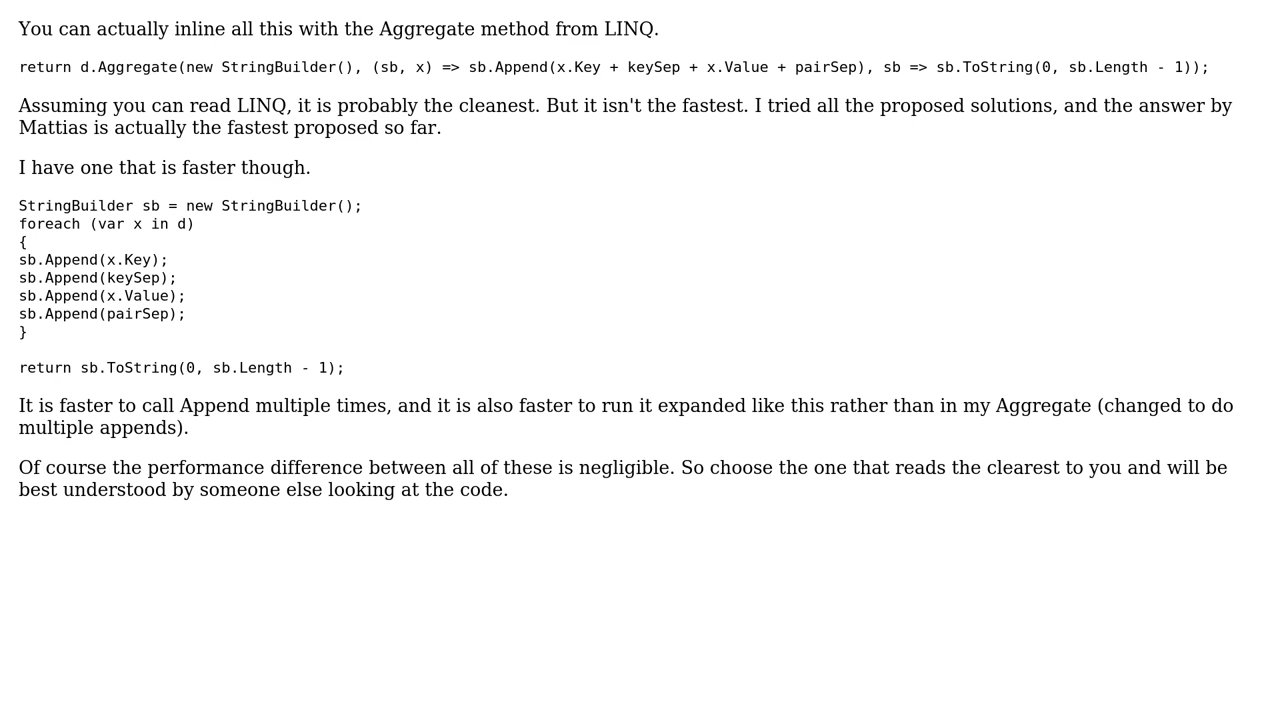 You can actually inline all this with the Aggregate method from LINQ.
return d.Aggregate(new StringBuilder(), (sb, x) => sb.Append(x.Key + keySep + x.Value + pairSep), sb => sb.ToString(0, sb.Length - 1));
Assuming you can read LINQ, it is probably the cleanest. But it isn't the fastest. I tried all the proposed solutions, and the answer by
Mattias is actually the fastest proposed so far.
I have one that is faster though.
StringBuilder sb = new StringBuilder();
foreach (var x in d)
{
sb.Append(x.Key);
sb.Append(keySep);
sb.Append(x.Value);
sb.Append(pairSep);
}
return sb.ToString(0, sb.Length - 1);
It is faster to call Append multiple times, and it is also faster to run it expanded like this rather than in my Aggregate (changed to do
multiple appends).
Of course the performance difference between all of these is negligible. So choose the one that reads the clearest to you and will be
best understood by someone else looking at the code.